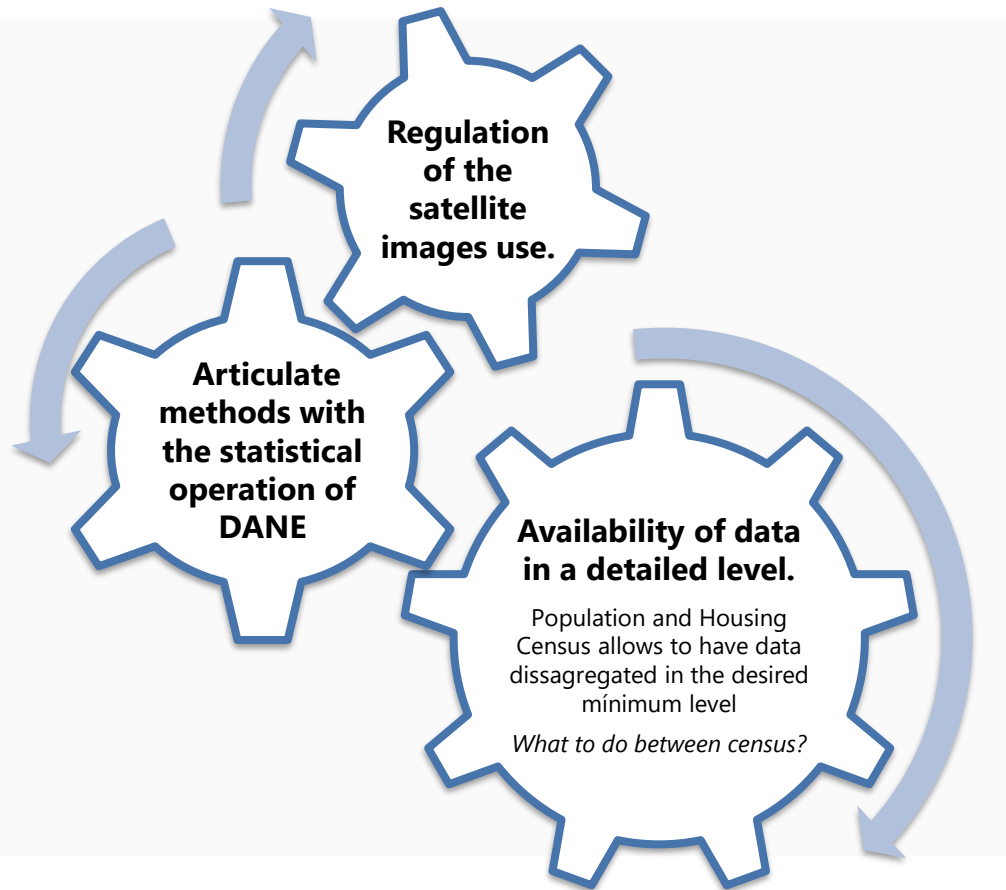 Regulation
of the
satellite
images use.
Articulate
methods with
the statistical
operation of
DANE
Availability of data
in a detailed level.
Population and Housing
Census allows to have data
dissagregated in the desired
mínimum level
What to do between census?